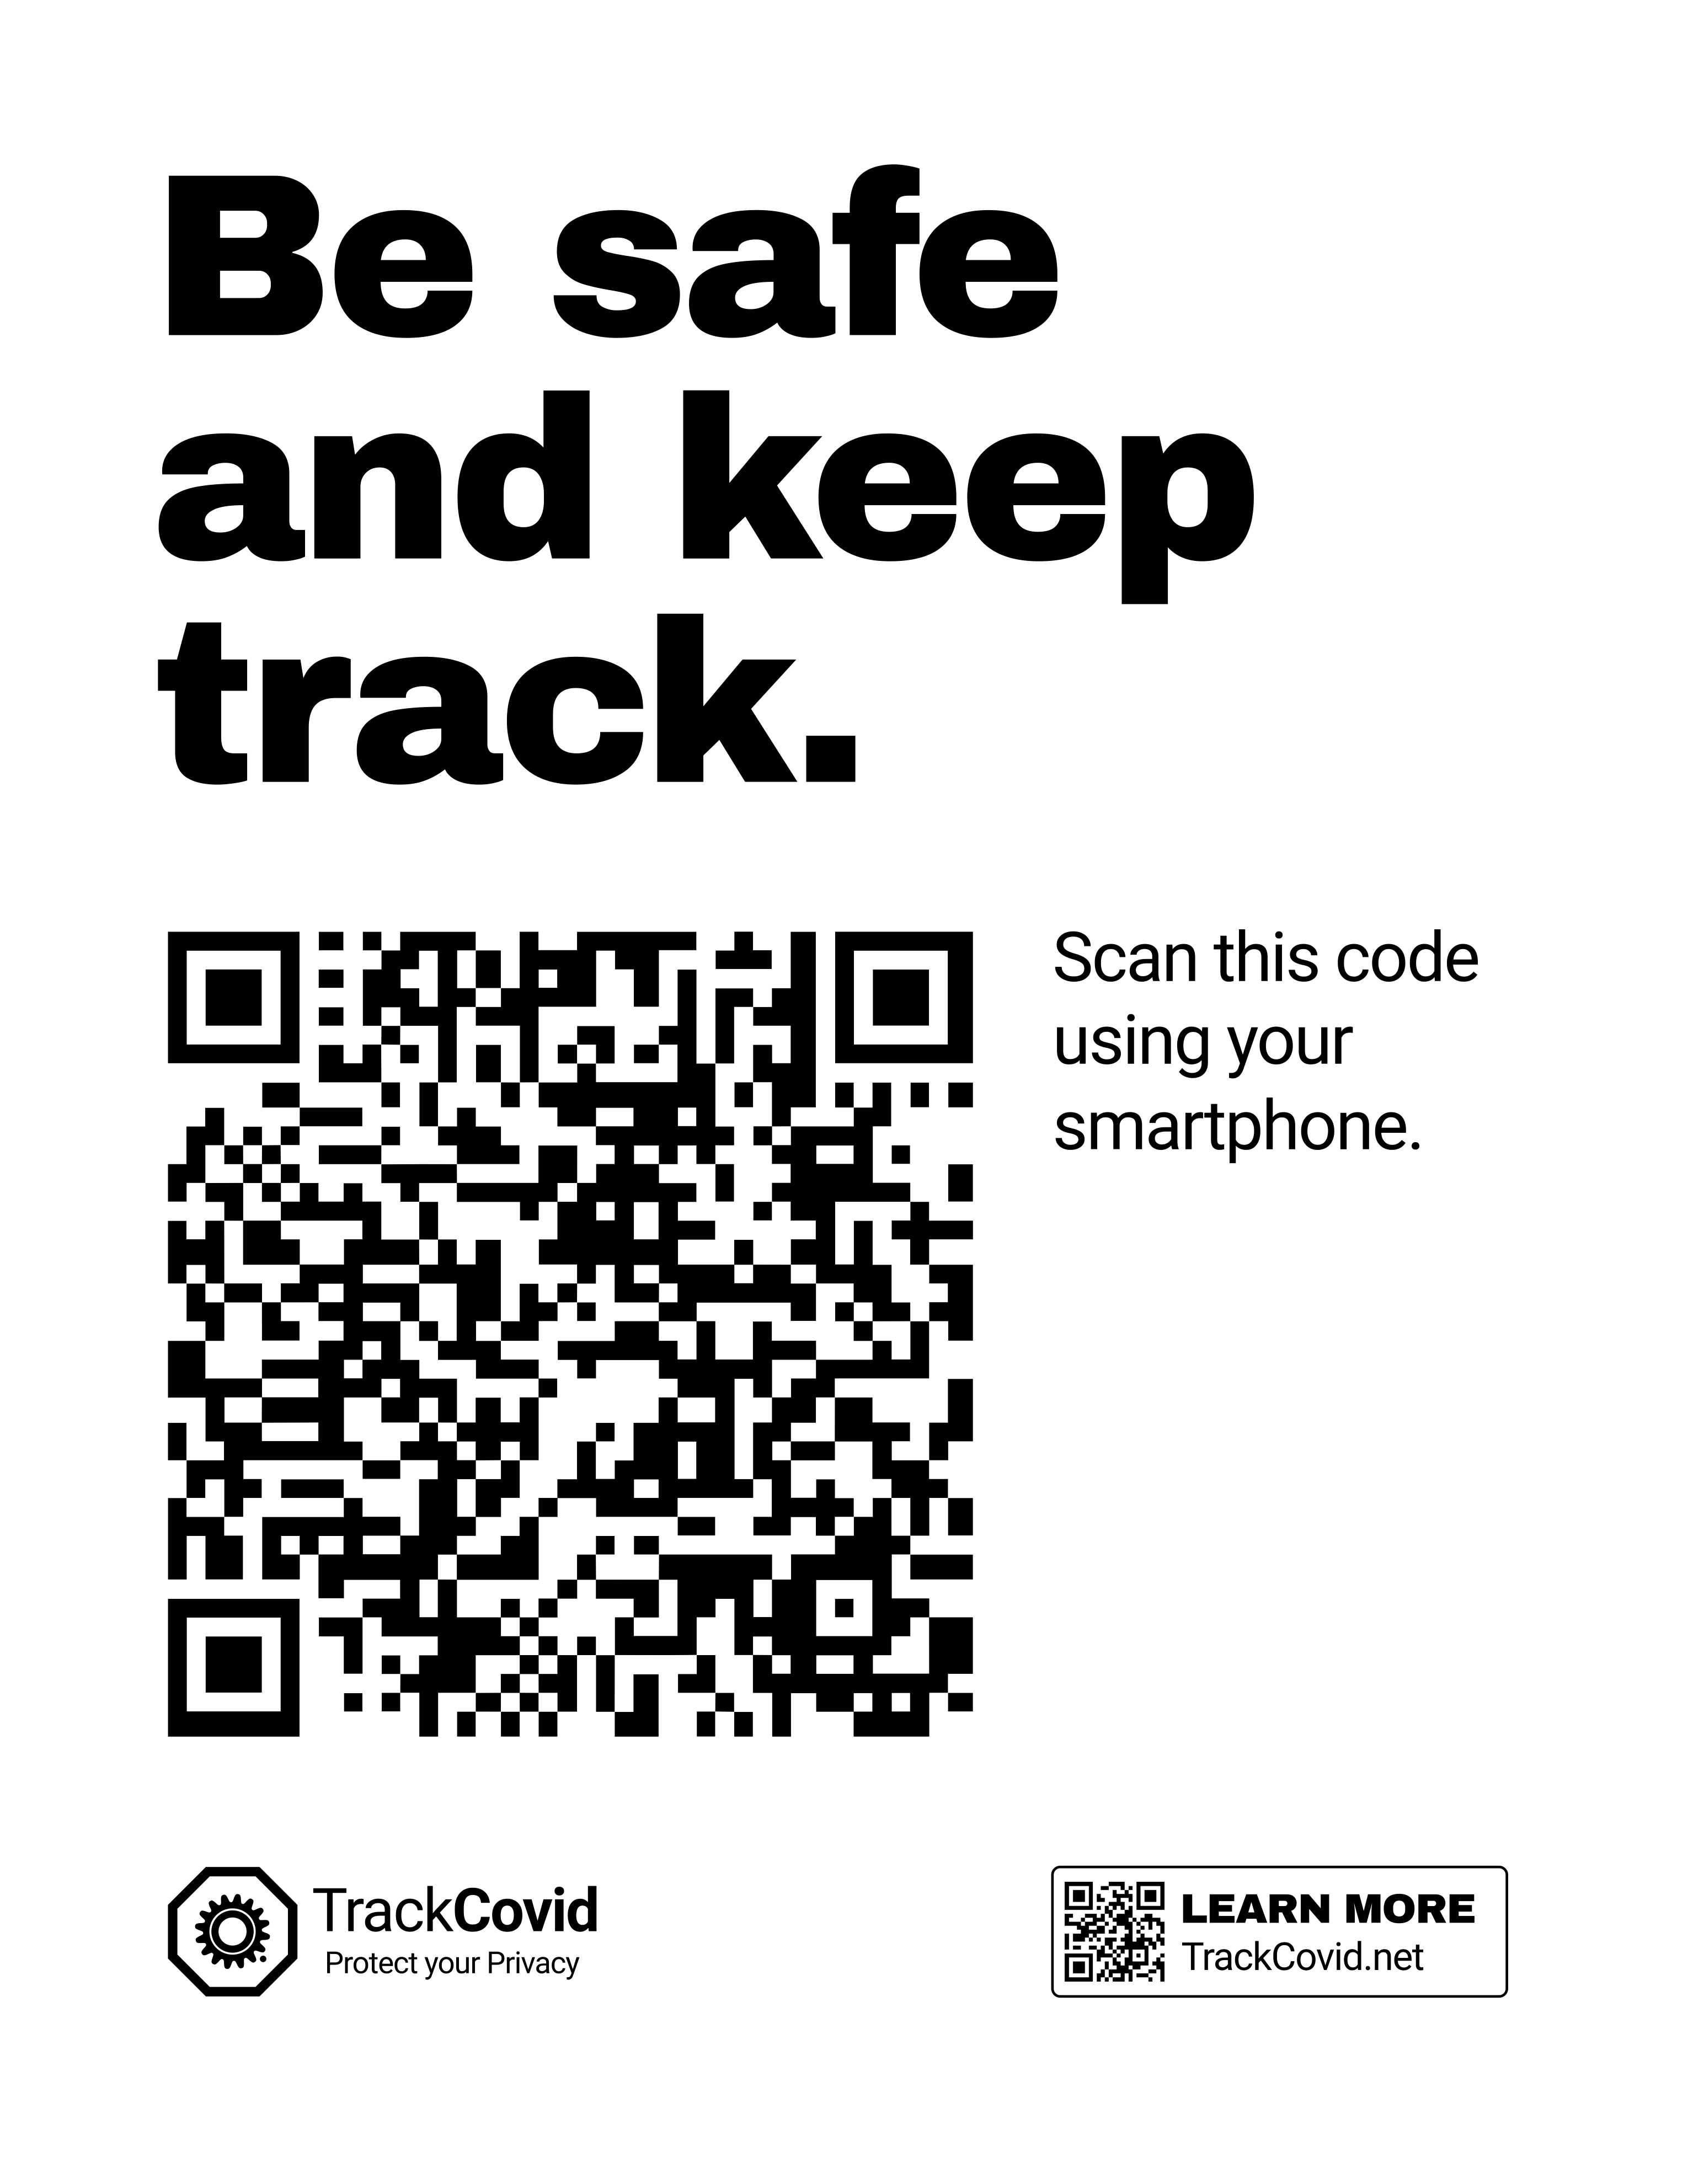 Be safe
and keep
track.
Scan this code
using your
smartphone.
TrackCovid
Protect your Privacy
LEARN MORE
TrackCovid.net